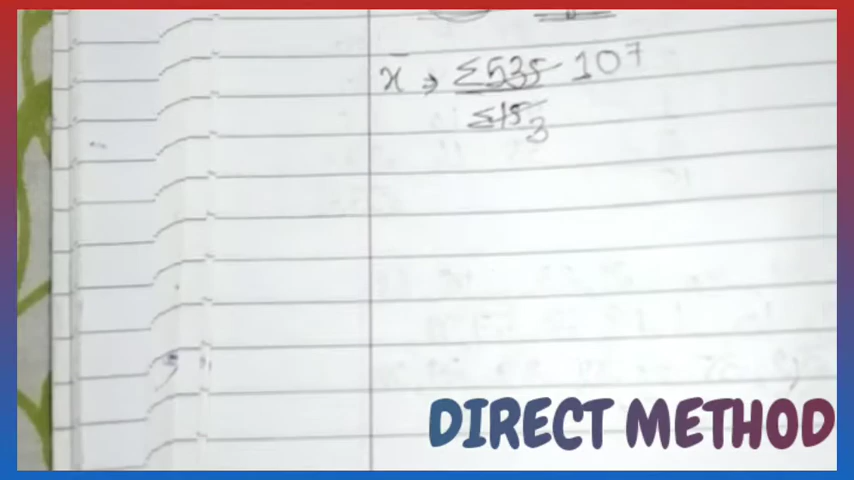 x̄ → Σ535 107
Σ15 3
DIRECT METHOD